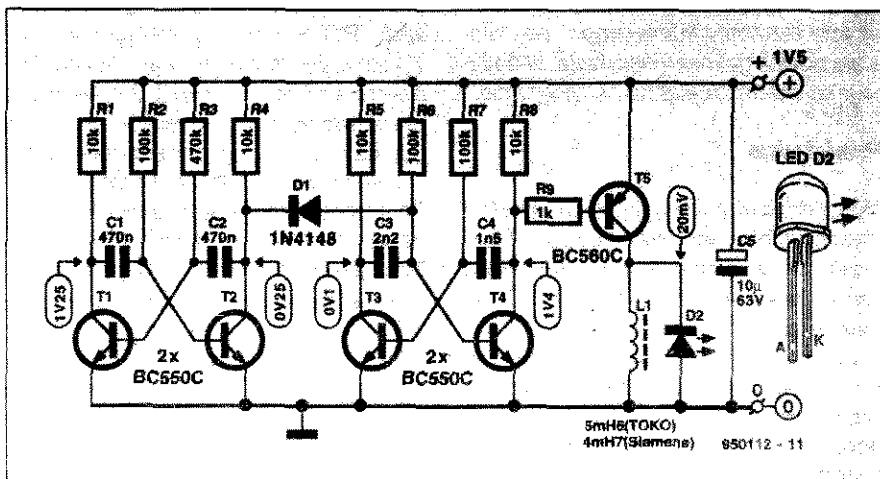 +
1V5
+
R1
10k
R2
100k
R3
470k
R4
10k
R5
10k
R6
100k
R7
100k
R8
10k
D1
1N4148
R9
1k
T5
BC560C
20mV
LED D2
C1
470n
C2
470n
C3
2n2
C4
1n5
C5
10µ
63V
1V25
T1
T2
0V25
0V1
T3
T4
1V4
L1
D2
A
K
2x
BC550C
2x
BC550C
0
0
5mH6(TOKO)
4mH7(Siemens)
950112 - 11